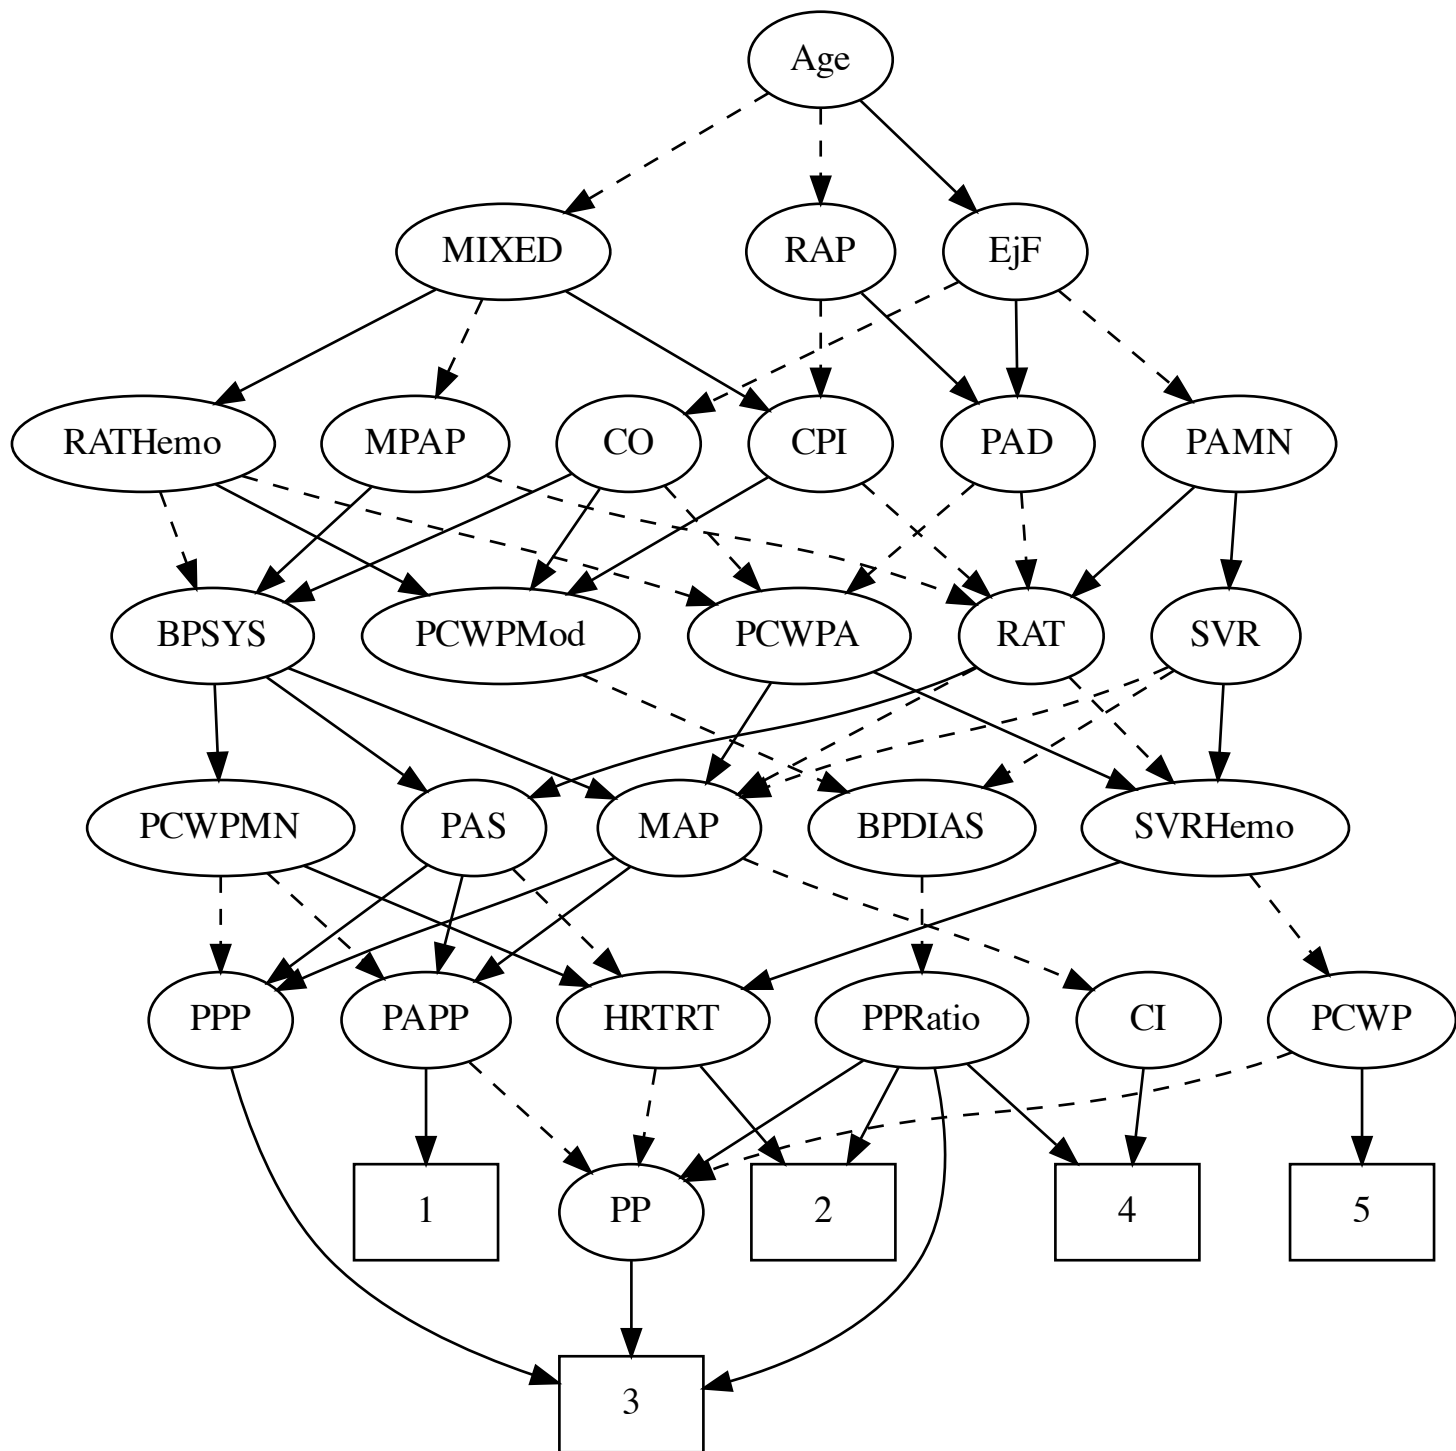 Age
MIXED
RAP
EjF
RATHemo
MPAP
CO
CPI
PAD
PAMN
BPSYS
PCWPMod
PCWPA
RAT
SVR
PCWPMN
PAS
MAP
BPDIAS
SVRHemo
PPP
PAPP
HRTRT
PPRatio
CI
PCWP
1
PP
2
4
5
3